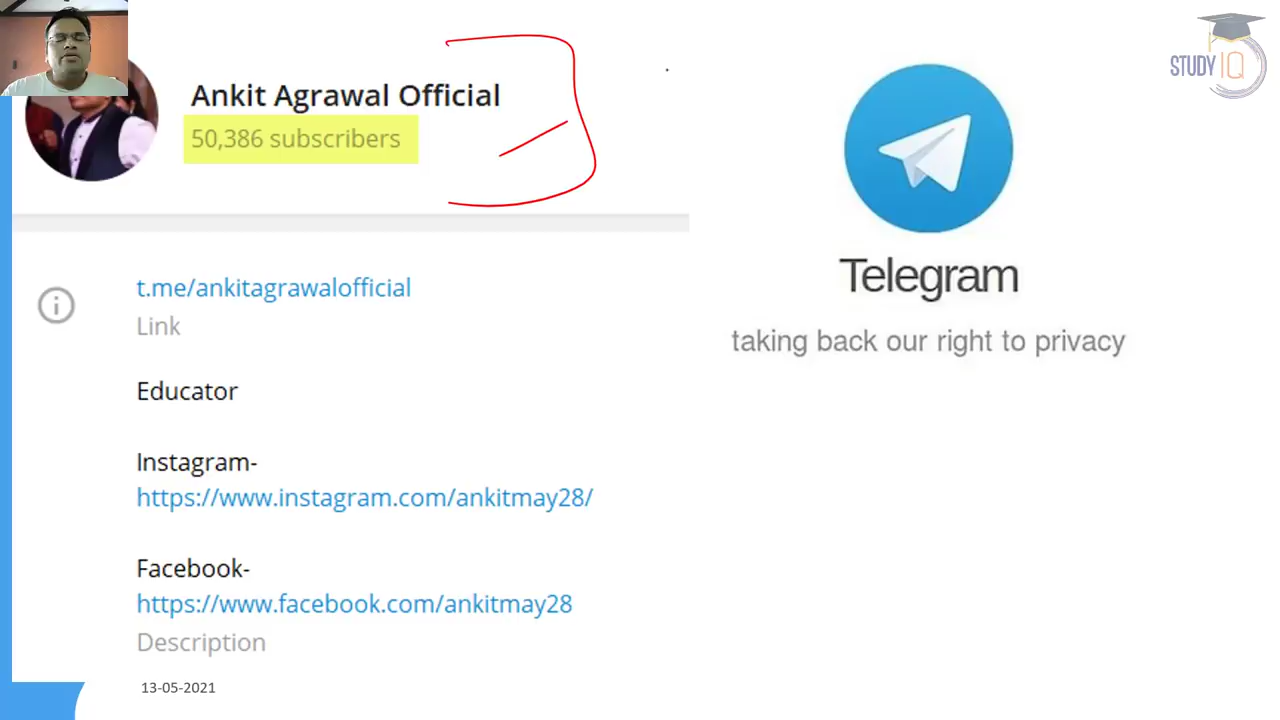 Ankit Agrawal Official
50,386 subscribers
t.me/ankitagrawalofficial
Link
Educator
Instagram-
https://www.instagram.com/ankitmay28/
Facebook-
https://www.facebook.com/ankitmay28
Description
13-05-2021
STUDY IQ
Telegram
taking back our right to privacy